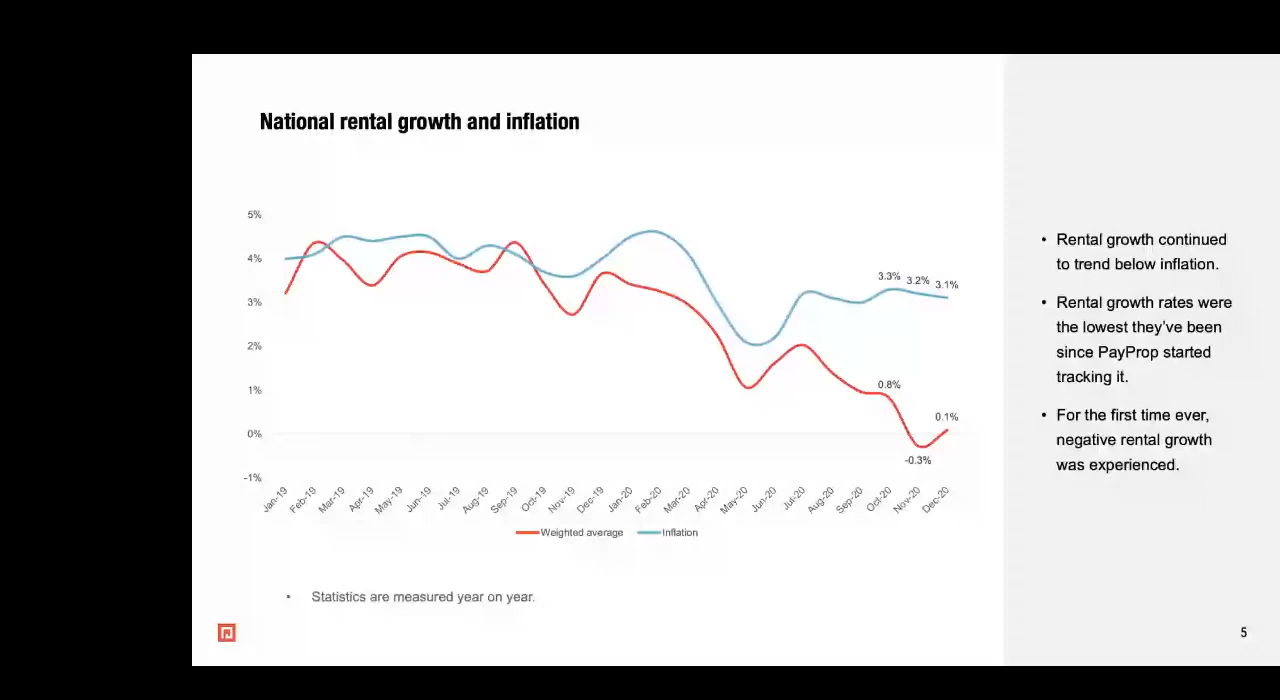 National rental growth and inflation
5%
4%
3%
2%
1%
0%
-1%
3.3% 3.2% 3.1%
0.8%
0.1%
-0.3%
Jan-19 Feb-19 Mar-19 Apr-19 May-19 Jun-19 Jul-19 Aug-19 Sep-19 Oct-19 Nov-19 Dec-19 Jan-20 Feb-20 Mar-20 Apr-20 May-20 Jun-20 Jul-20 Aug-20 Sep-20 Oct-20 Nov-20 Dec-20
Weighted average Inflation
• Statistics are measured year on year.
• Rental growth continued
to trend below inflation.
• Rental growth rates were
the lowest they’ve been
since PayProp started
tracking it.
• For the first time ever,
negative rental growth
was experienced.
5